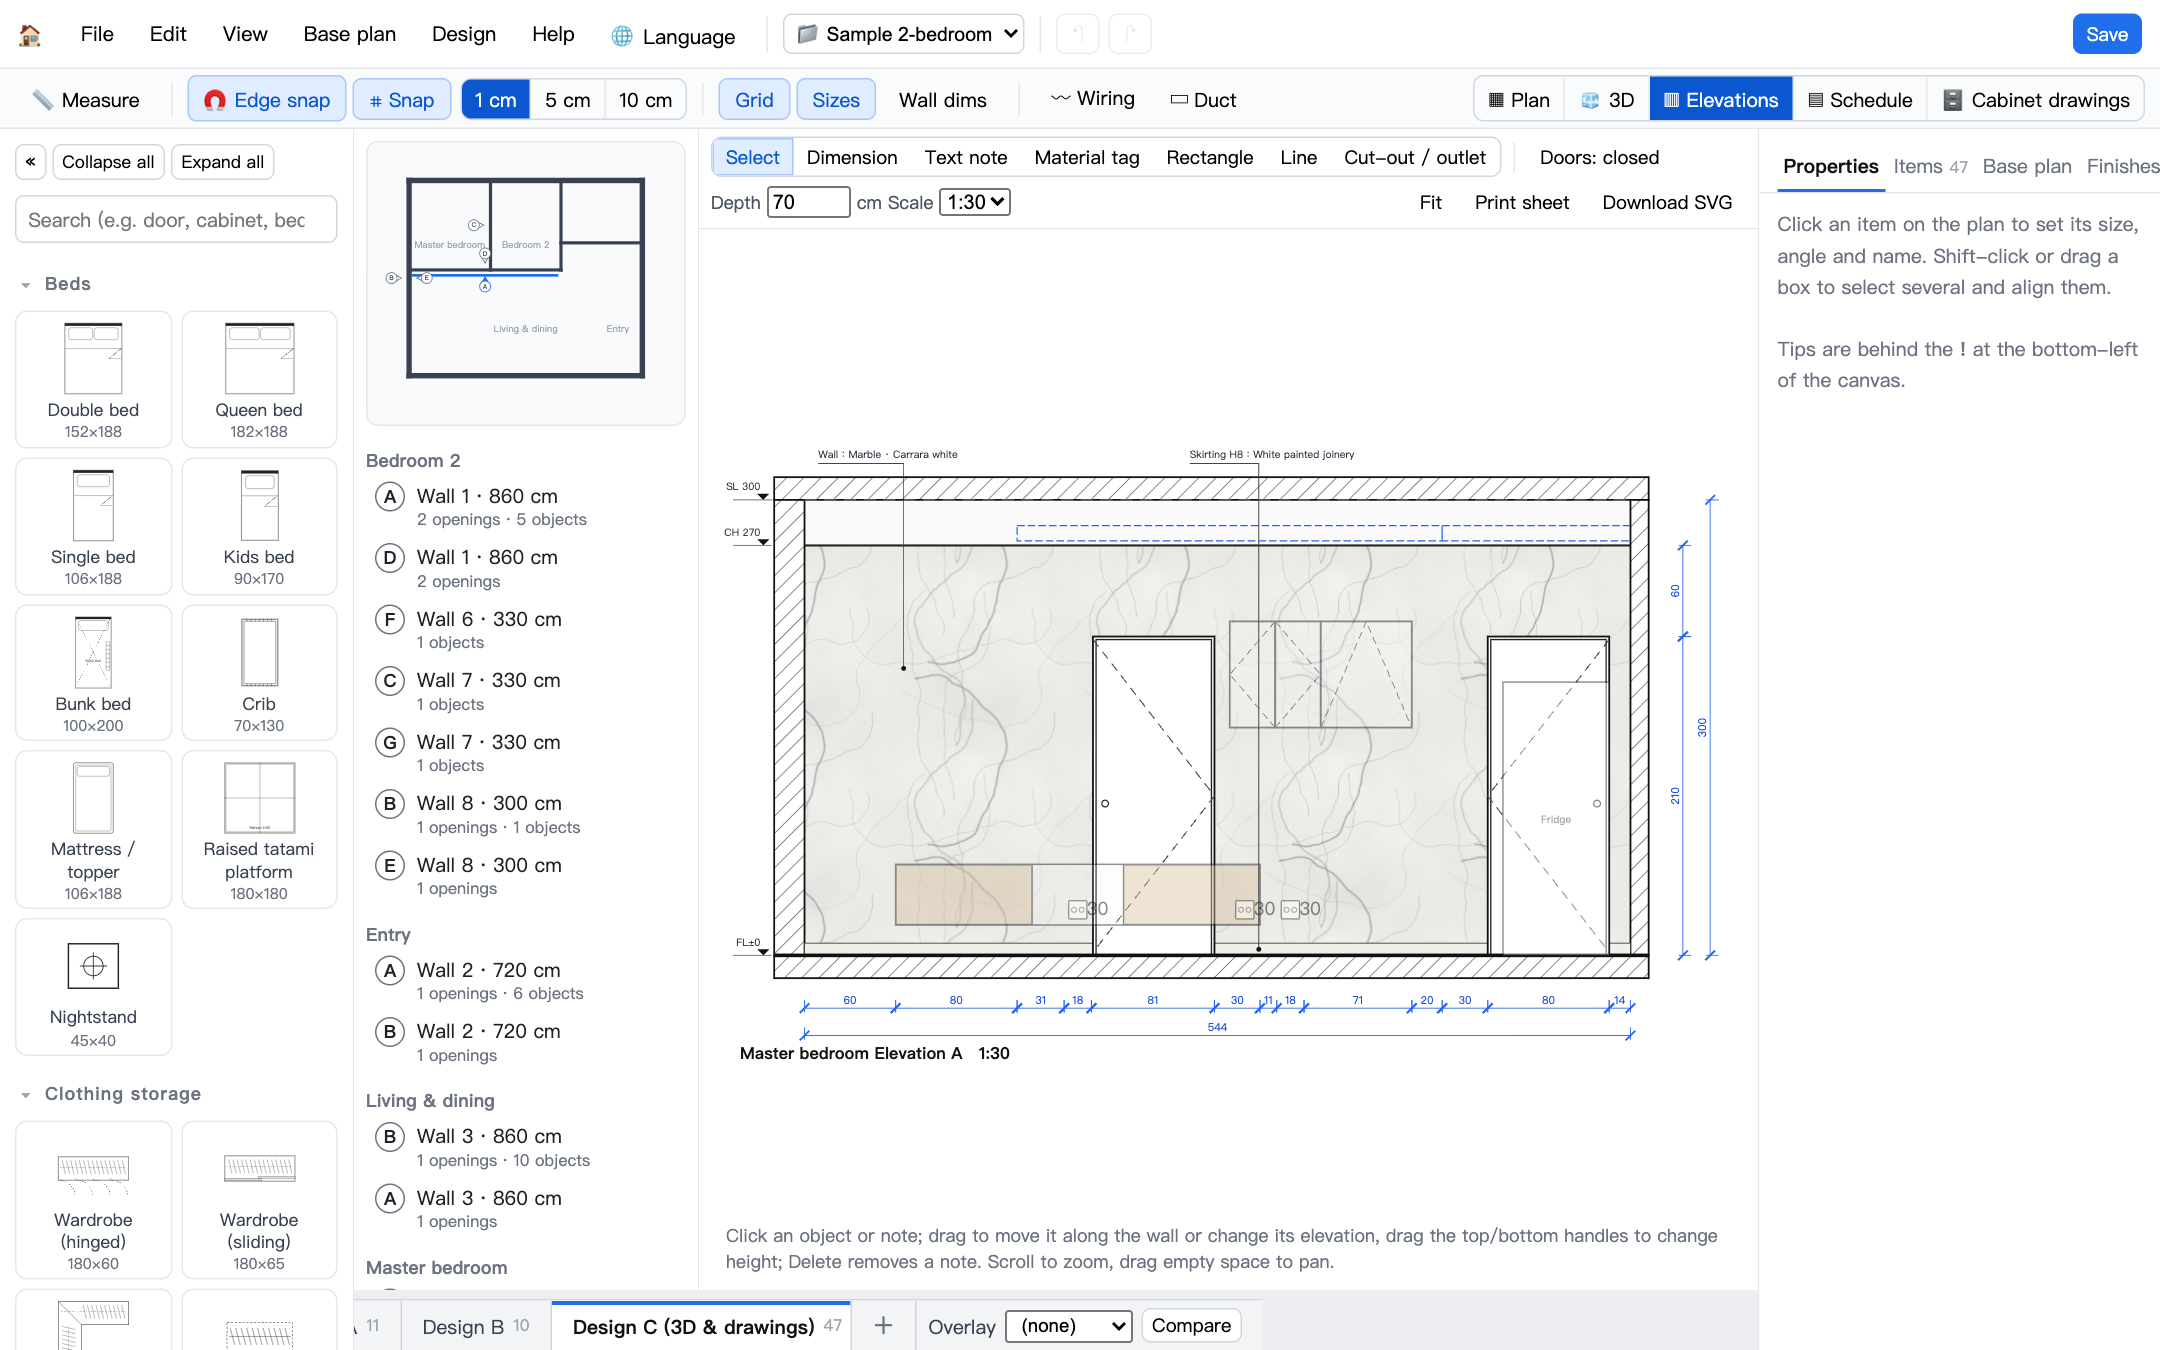 File Edit View Base plan Design Help Language Sample 2-bedroom Save
Measure Edge snap # Snap 1 cm 5 cm 10 cm Grid Sizes Wall dims Wiring Duct Plan 3D Elevations Schedule Cabinet drawings
« Collapse all Expand all
Search (e.g. door, cabinet, bec
Beds
Double bed
152×188
Queen bed
182×188
Single bed
106×188
Kids bed
90×170
Bunk bed
100×200
Crib
70×130
Mattress /
topper
106×188
Raised tatami
platform
180×180
Nightstand
45×40
Clothing storage
Wardrobe
(hinged)
180×60
Wardrobe
(sliding)
180×65
Master bedroom
Bedroom 2
Living & dining
Entry
C
D
B
E
A
Bedroom 2
A Wall 1 · 860 cm
2 openings · 5 objects
D Wall 1 · 860 cm
2 openings
F Wall 6 · 330 cm
1 objects
C Wall 7 · 330 cm
1 objects
G Wall 7 · 330 cm
1 objects
B Wall 8 · 300 cm
1 openings · 1 objects
E Wall 8 · 300 cm
1 openings
Entry
A Wall 2 · 720 cm
1 openings · 6 objects
B Wall 2 · 720 cm
1 openings
Living & dining
B Wall 3 · 860 cm
1 openings · 10 objects
A Wall 3 · 860 cm
1 openings
Master bedroom
Select Dimension Text note Material tag Rectangle Line Cut-out / outlet Doors: closed
Depth 70 cm Scale 1:30 Fit Print sheet Download SVG
Wall : Marble · Carrara white
Skirting H8 : White painted joinery
SL 300
CH 270
FL±0
Fridge
30
30
30
60
210
300
60 80 31 18 81 30 11 18 71 20 30 80 14
544
Master bedroom Elevation A 1:30
Click an object or note; drag to move it along the wall or change its elevation, drag the top/bottom handles to change
height; Delete removes a note. Scroll to zoom, drag empty space to pan.
11 Design B 10 Design C (3D & drawings) 47 + Overlay (none) Compare
Properties Items 47 Base plan Finishes
Click an item on the plan to set its size,
angle and name. Shift-click or drag a
box to select several and align them.
Tips are behind the ! at the bottom-left
of the canvas.